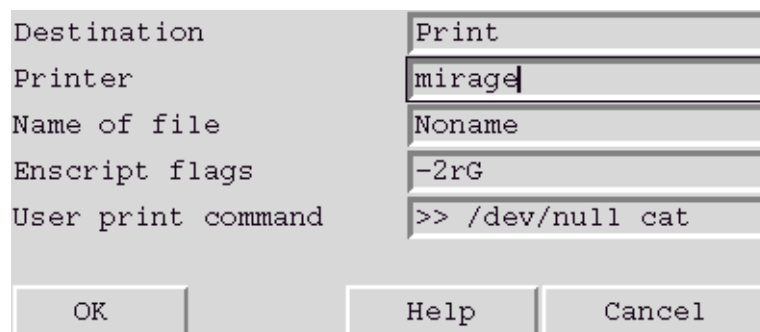 Destination Print
Printer mirage
Name of file Noname
Enscript flags -2rG
User print command >> /dev/null cat
OK Help Cancel